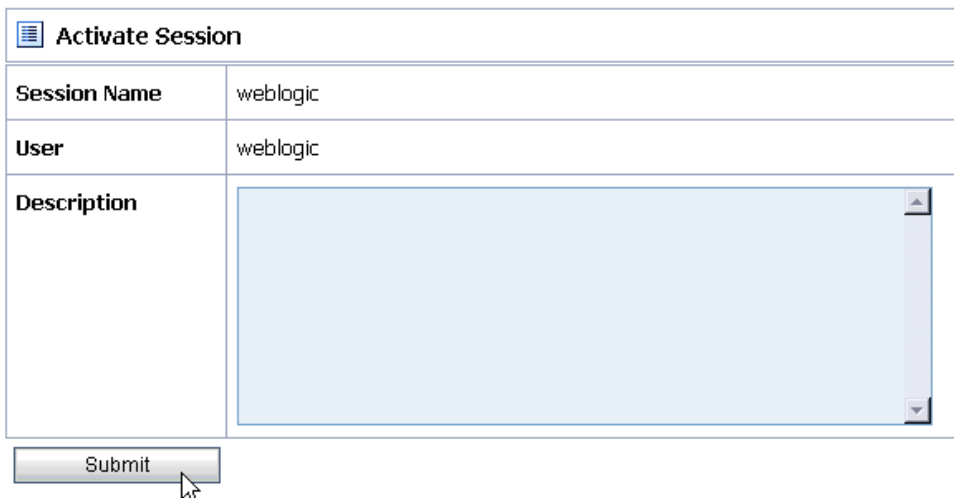 Activate Session
Session Name weblogic
User weblogic
Description
Submit